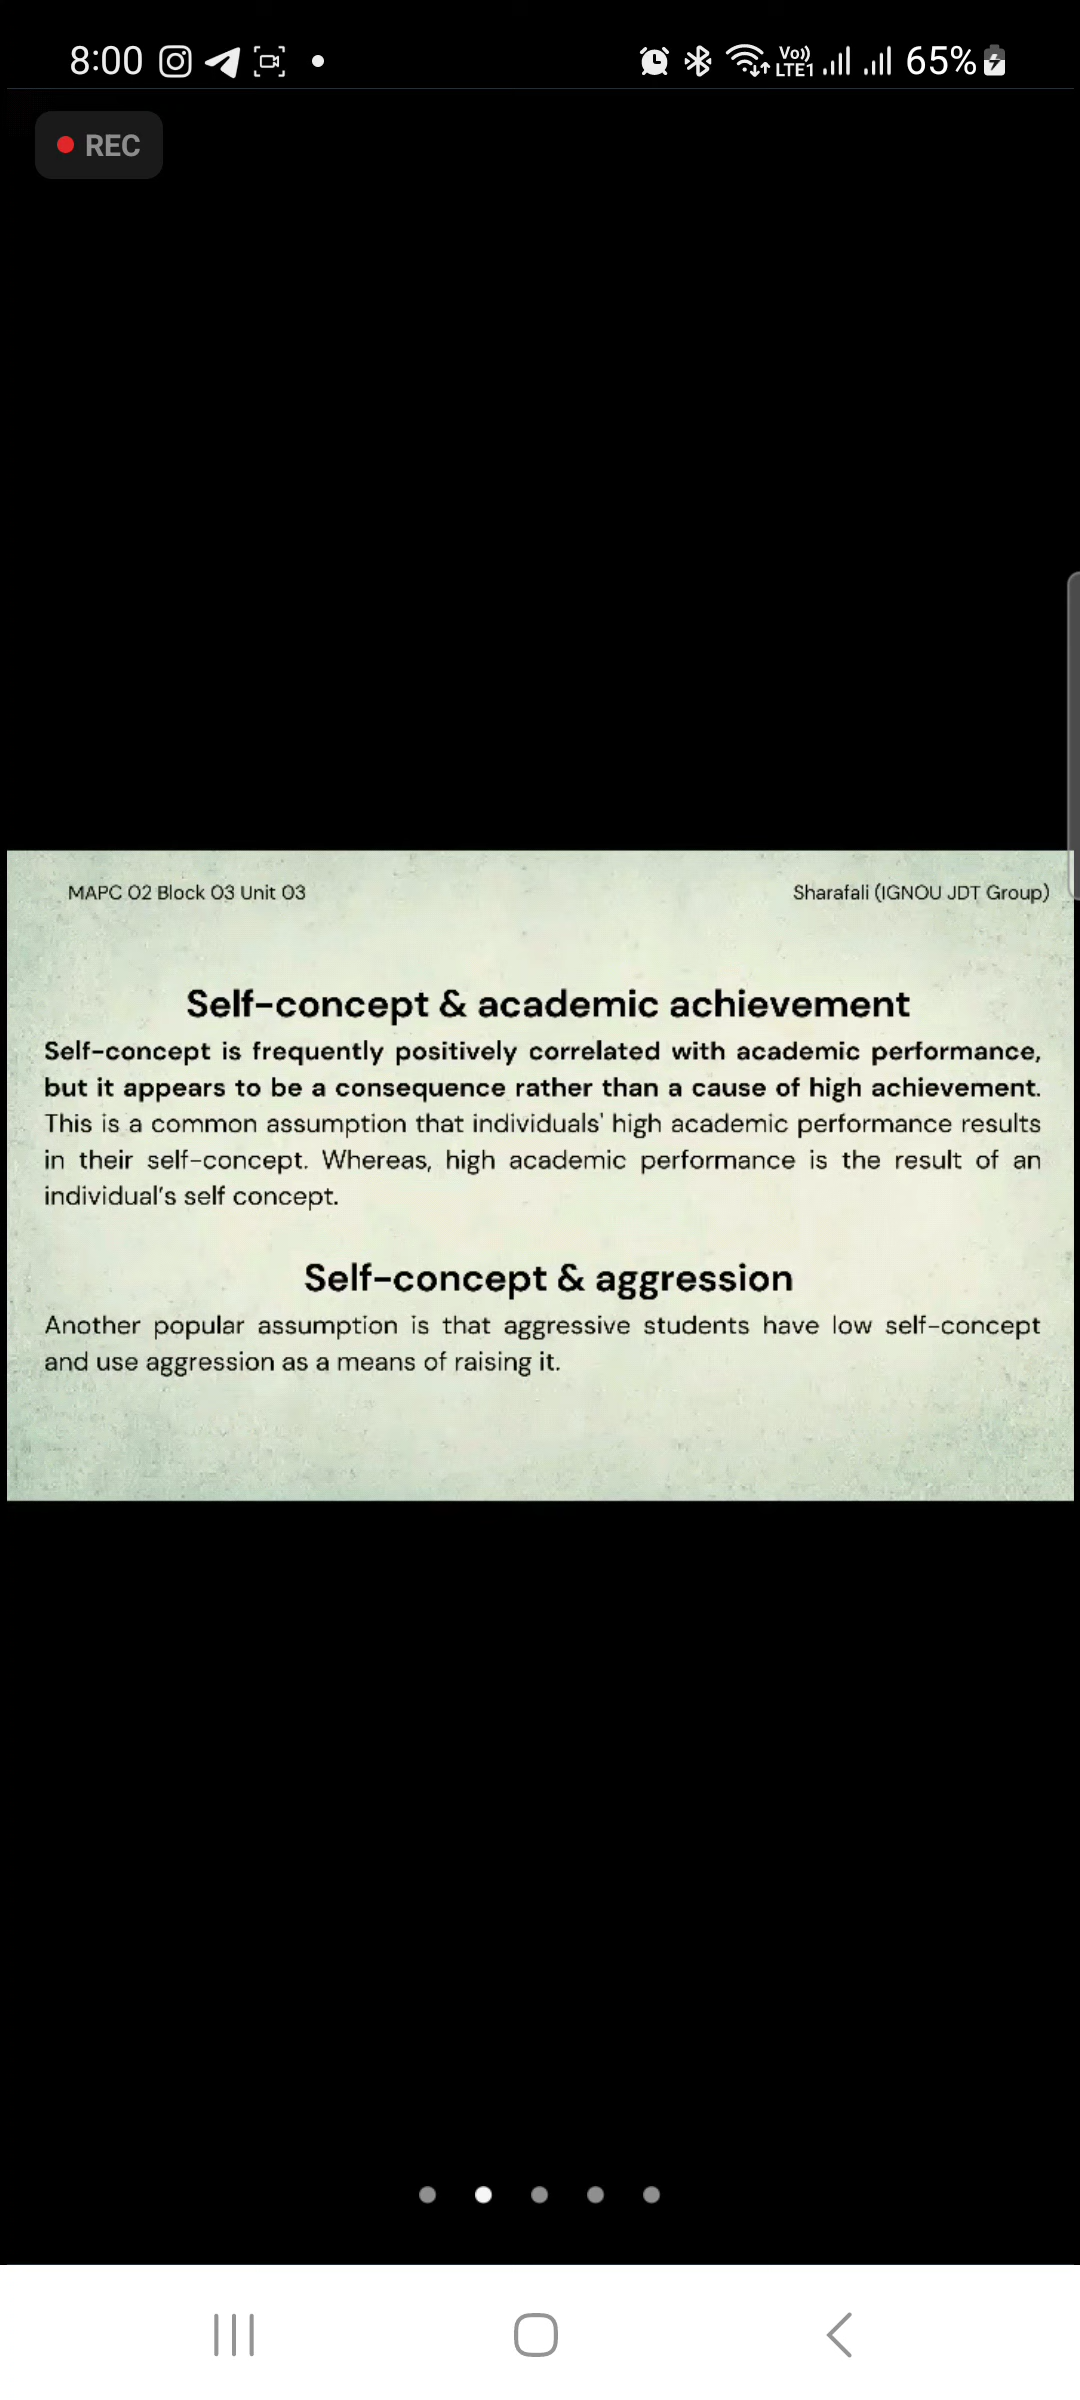 8:00 Vo)) LTE1 65%
REC
MAPC 02 Block 03 Unit 03 Sharafali (IGNOU JDT Group)
Self-concept & academic achievement
Self-concept is frequently positively correlated with academic performance,
but it appears to be a consequence rather than a cause of high achievement.
This is a common assumption that individuals' high academic performance results
in their self-concept. Whereas, high academic performance is the result of an
individual's self concept.
Self-concept & aggression
Another popular assumption is that aggressive students have low self-concept
and use aggression as a means of raising it.